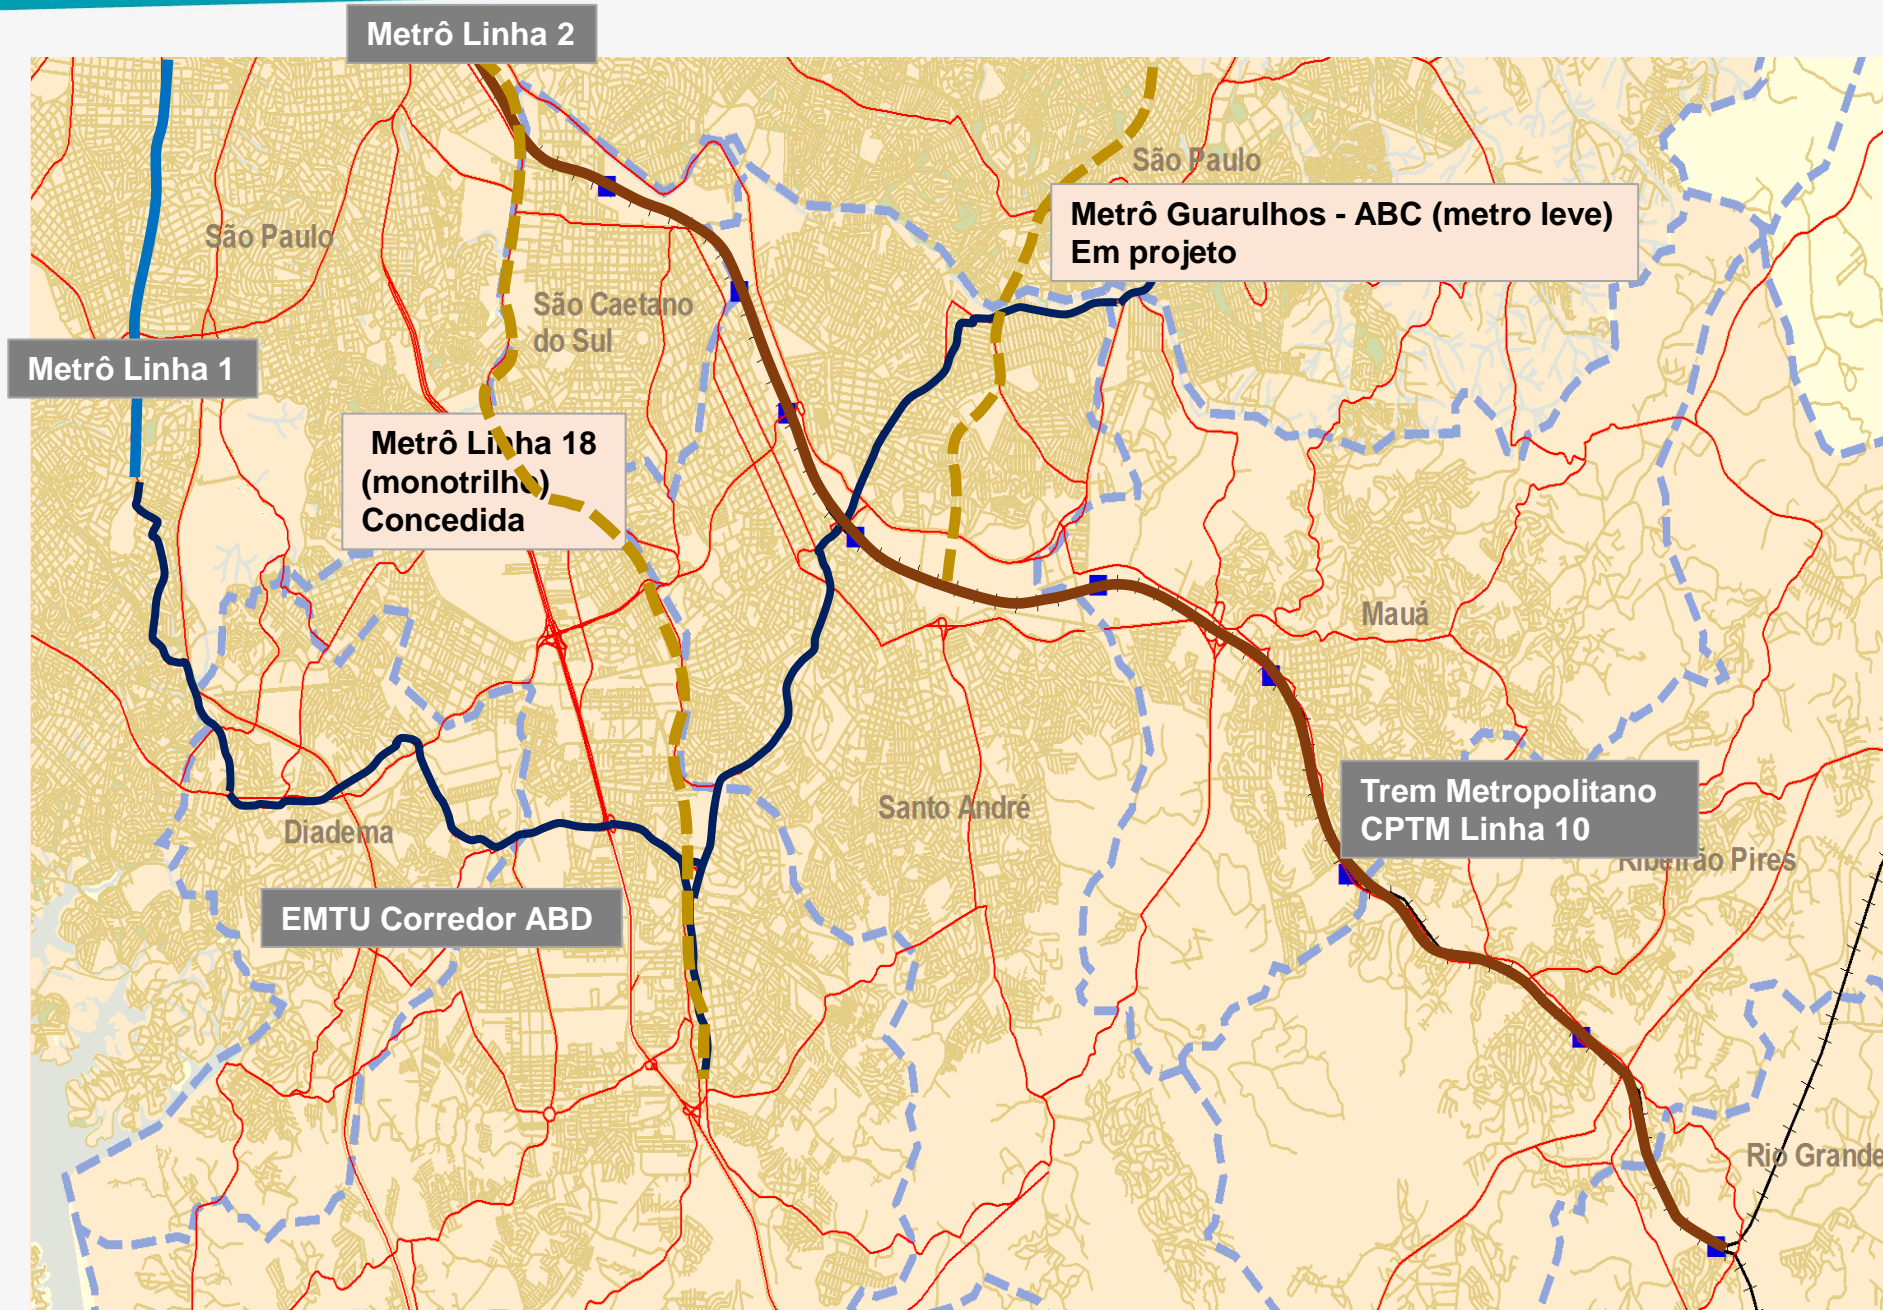 Metrô Linha 2
São Paulo
Metrô Guarulhos - ABC (metro leve)
Em projeto
São Paulo
São Caetano
do Sul
Metrô Linha 1
Metrô Linha 18
(monotrilho)
Concedida
Mauá
Trem Metropolitano
CPTM Linha 10
Ribeirão Pires
Santo André
Diadema
EMTU Corredor ABD
Rio Grande